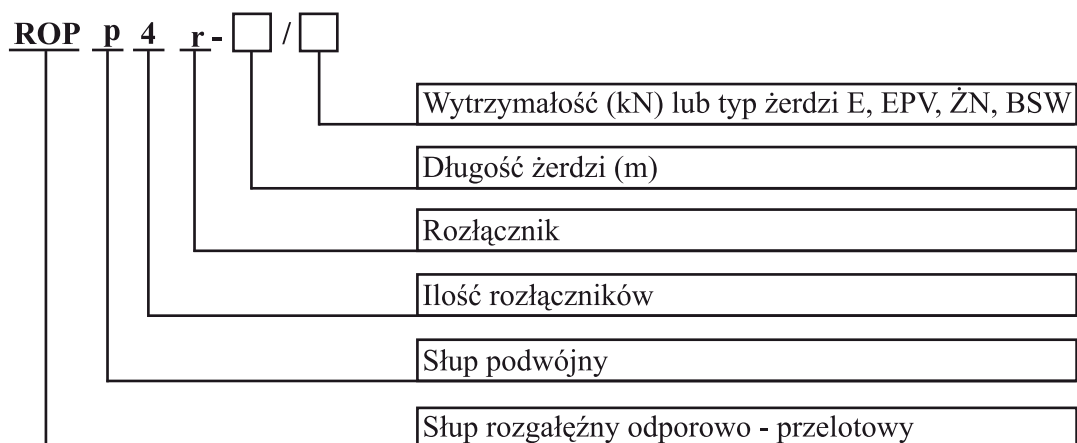 ROP p 4 r - □ / □
Wytrzymałość (kN) lub typ żerdzi E, EPV, ŻN, BSW
Długość żerdzi (m)
Rozłącznik
Ilość rozłączników
Słup podwójny
Słup rozgałęźny odporowo - przelotowy